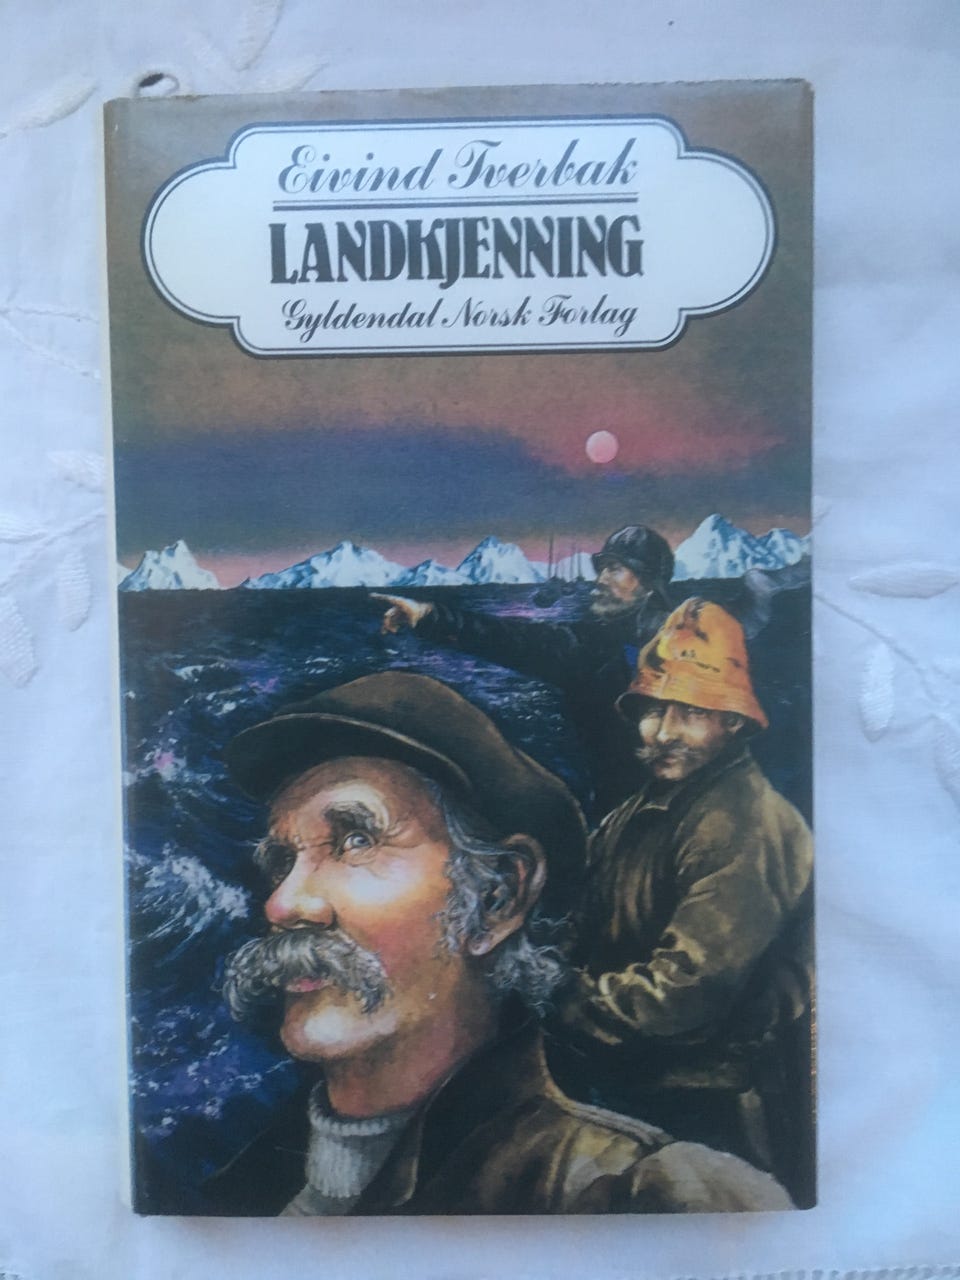 Eivind Tverbak
LANDKJENNING
Gyldendal Norsk Forlag